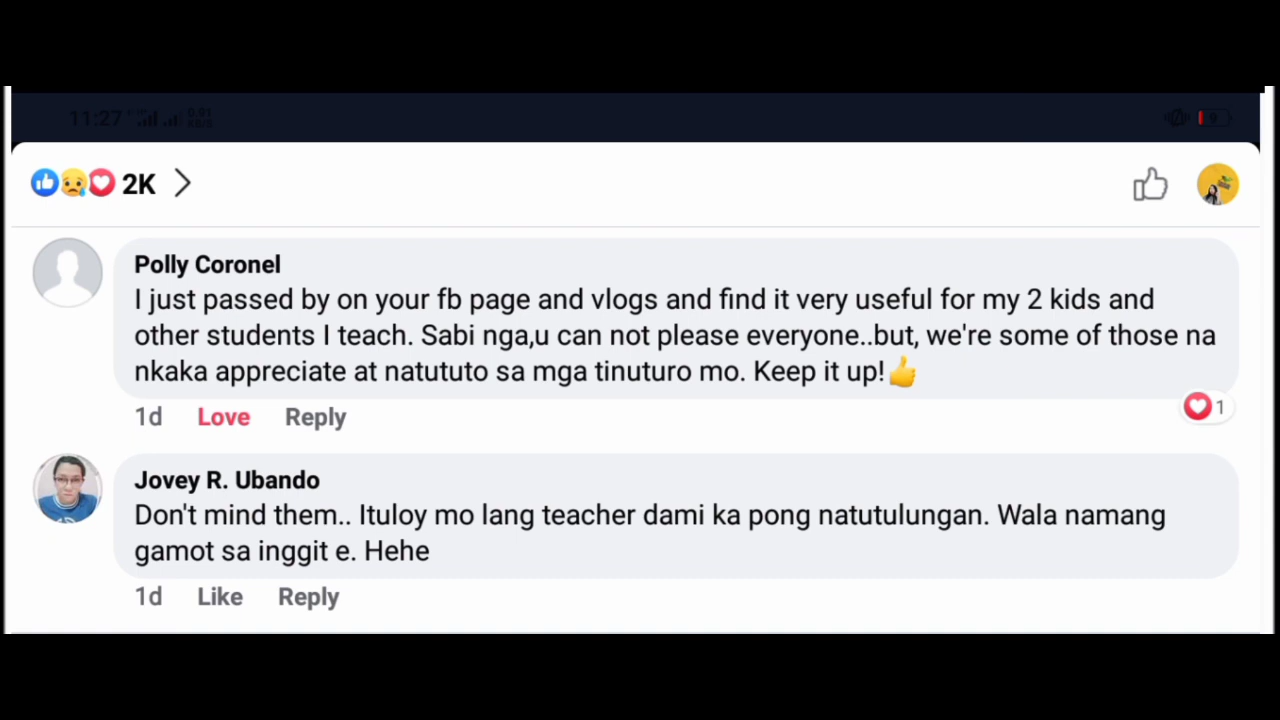 11:27
0.91
KB/S
9
2K
Polly Coronel
I just passed by on your fb page and vlogs and find it very useful for my 2 kids and
other students I teach. Sabi nga,u can not please everyone..but, we're some of those na
nkaka appreciate at natututo sa mga tinuturo mo. Keep it up!👍
1d Love Reply
1
Jovey R. Ubando
Don't mind them.. Ituloy mo lang teacher dami ka pong natutulungan. Wala namang
gamot sa inggit e. Hehe
1d Like Reply